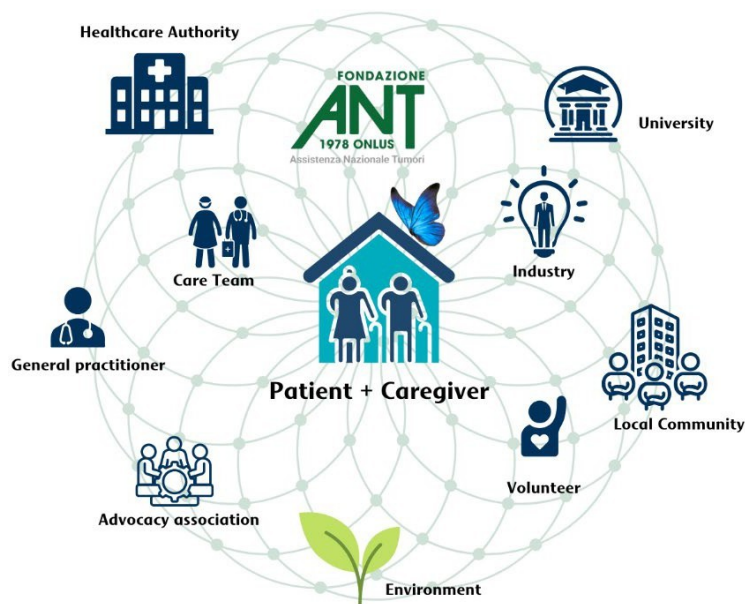 Healthcare Authority
FONDAZIONE
ANT
1978 ONLUS
Assistenza Nazionale Tumori
University
Care Team
Industry
General practitioner
Patient + Caregiver
Local Community
Volunteer
Advocacy association
Environment